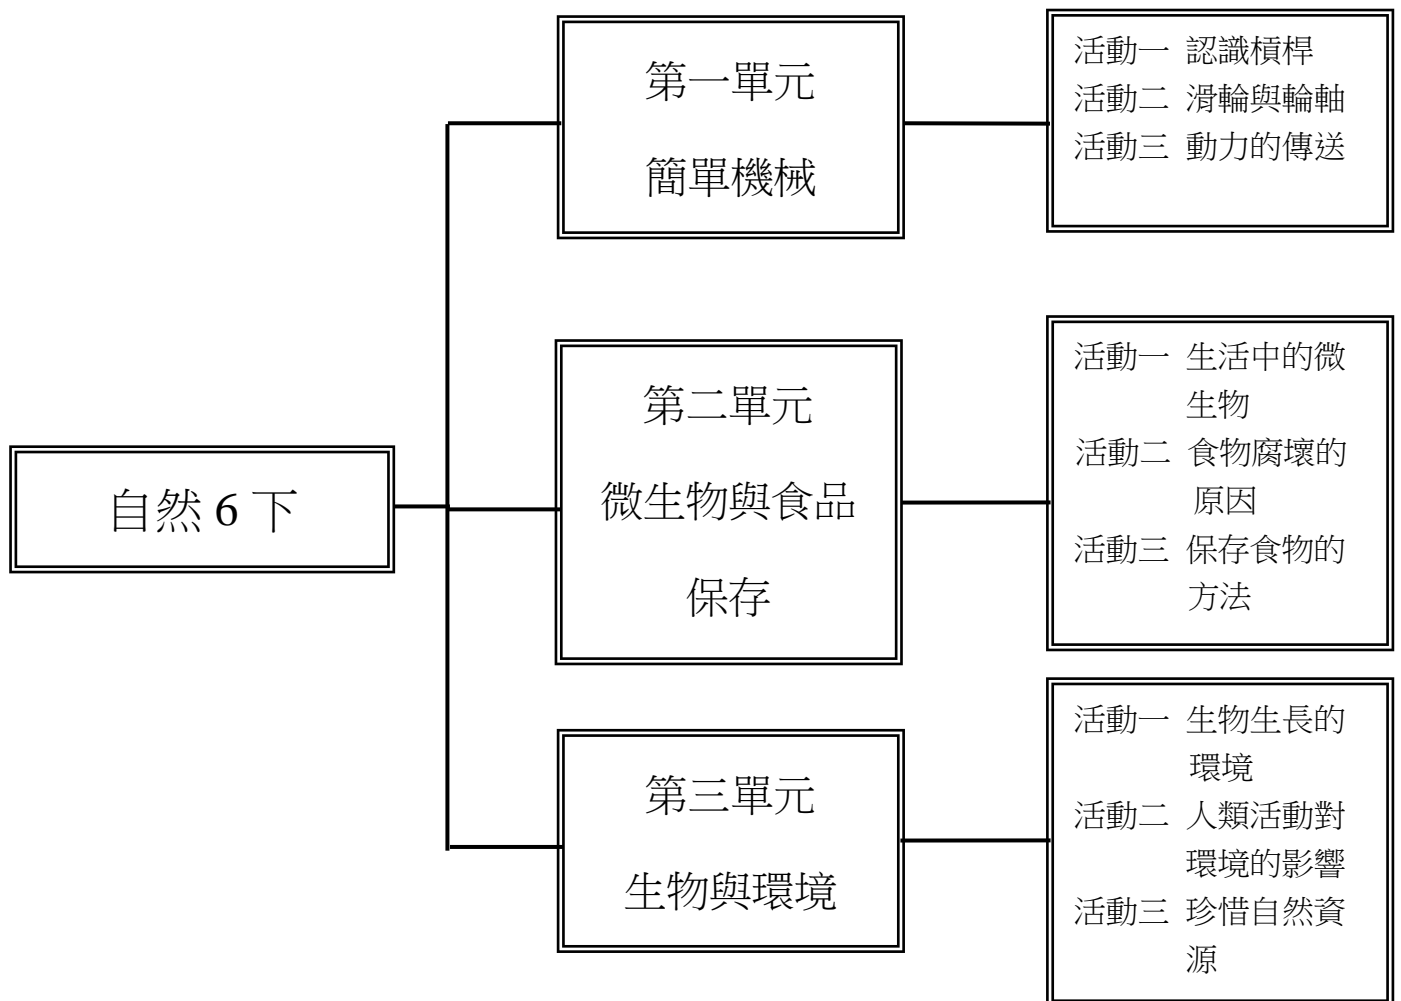 自然 6 下
第一單元
簡單機械
活動一 認識槓桿
活動二 滑輪與輪軸
活動三 動力的傳送
第二單元
微生物與食品
保存
活動一 生活中的微
生物
活動二 食物腐壞的
原因
活動三 保存食物的
方法
第三單元
生物與環境
活動一 生物生長的
環境
活動二 人類活動對
環境的影響
活動三 珍惜自然資
源